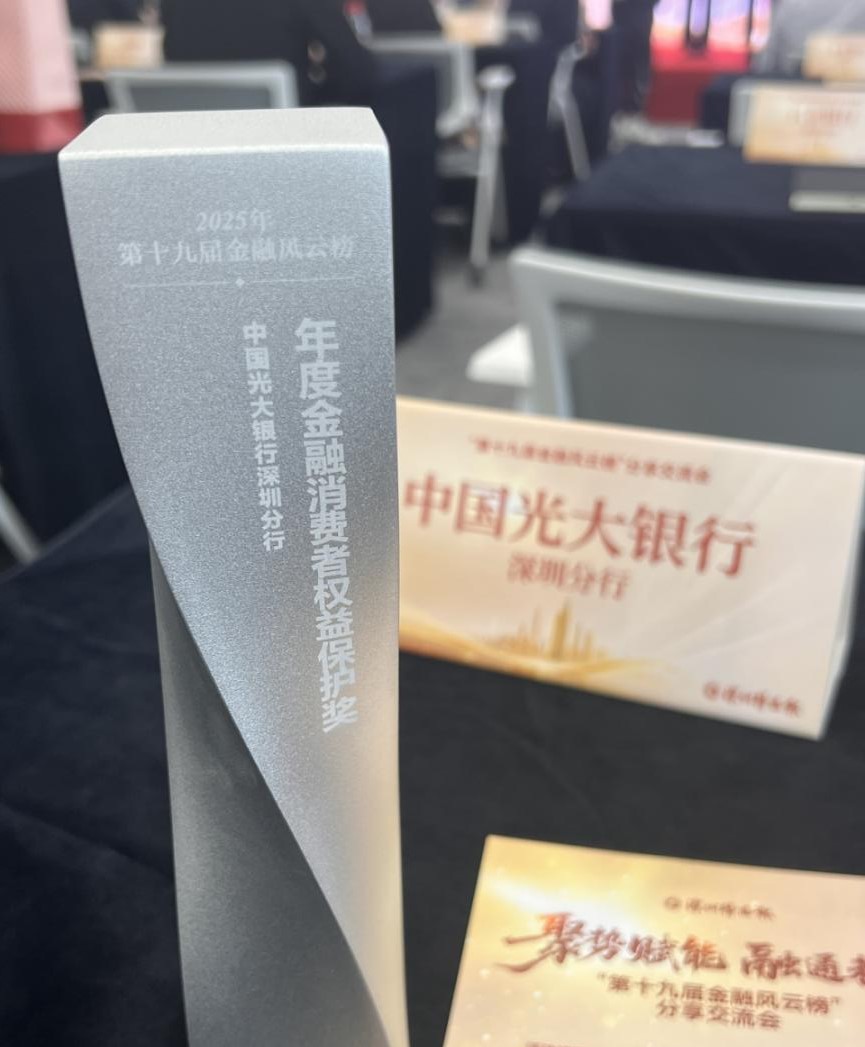 2025年
第十九届金融风云榜
年度金融消费者权益保护奖
中国光大银行深圳分行
"第十九届金融风云榜"分享交流会
中国光大银行
深圳分行
聚势赋能 融通
"第十九届金融风云榜"
分享交流会